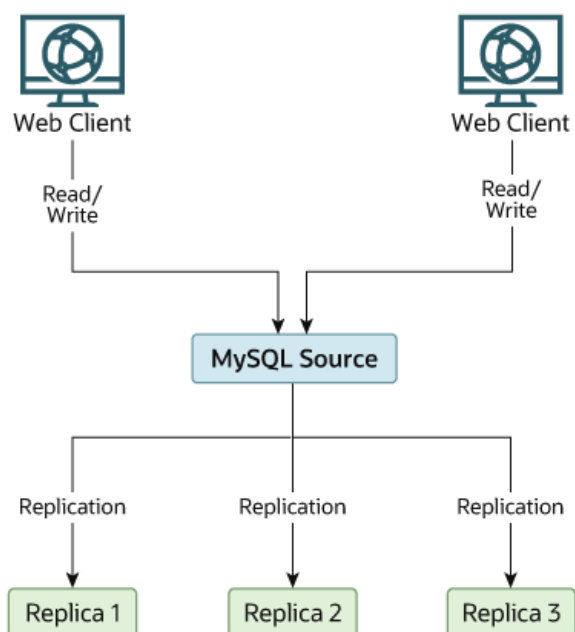 Web Client
Web Client
Read/
Write
Read/
Write
MySQL Source
Replication
Replication
Replication
Replica 1
Replica 2
Replica 3